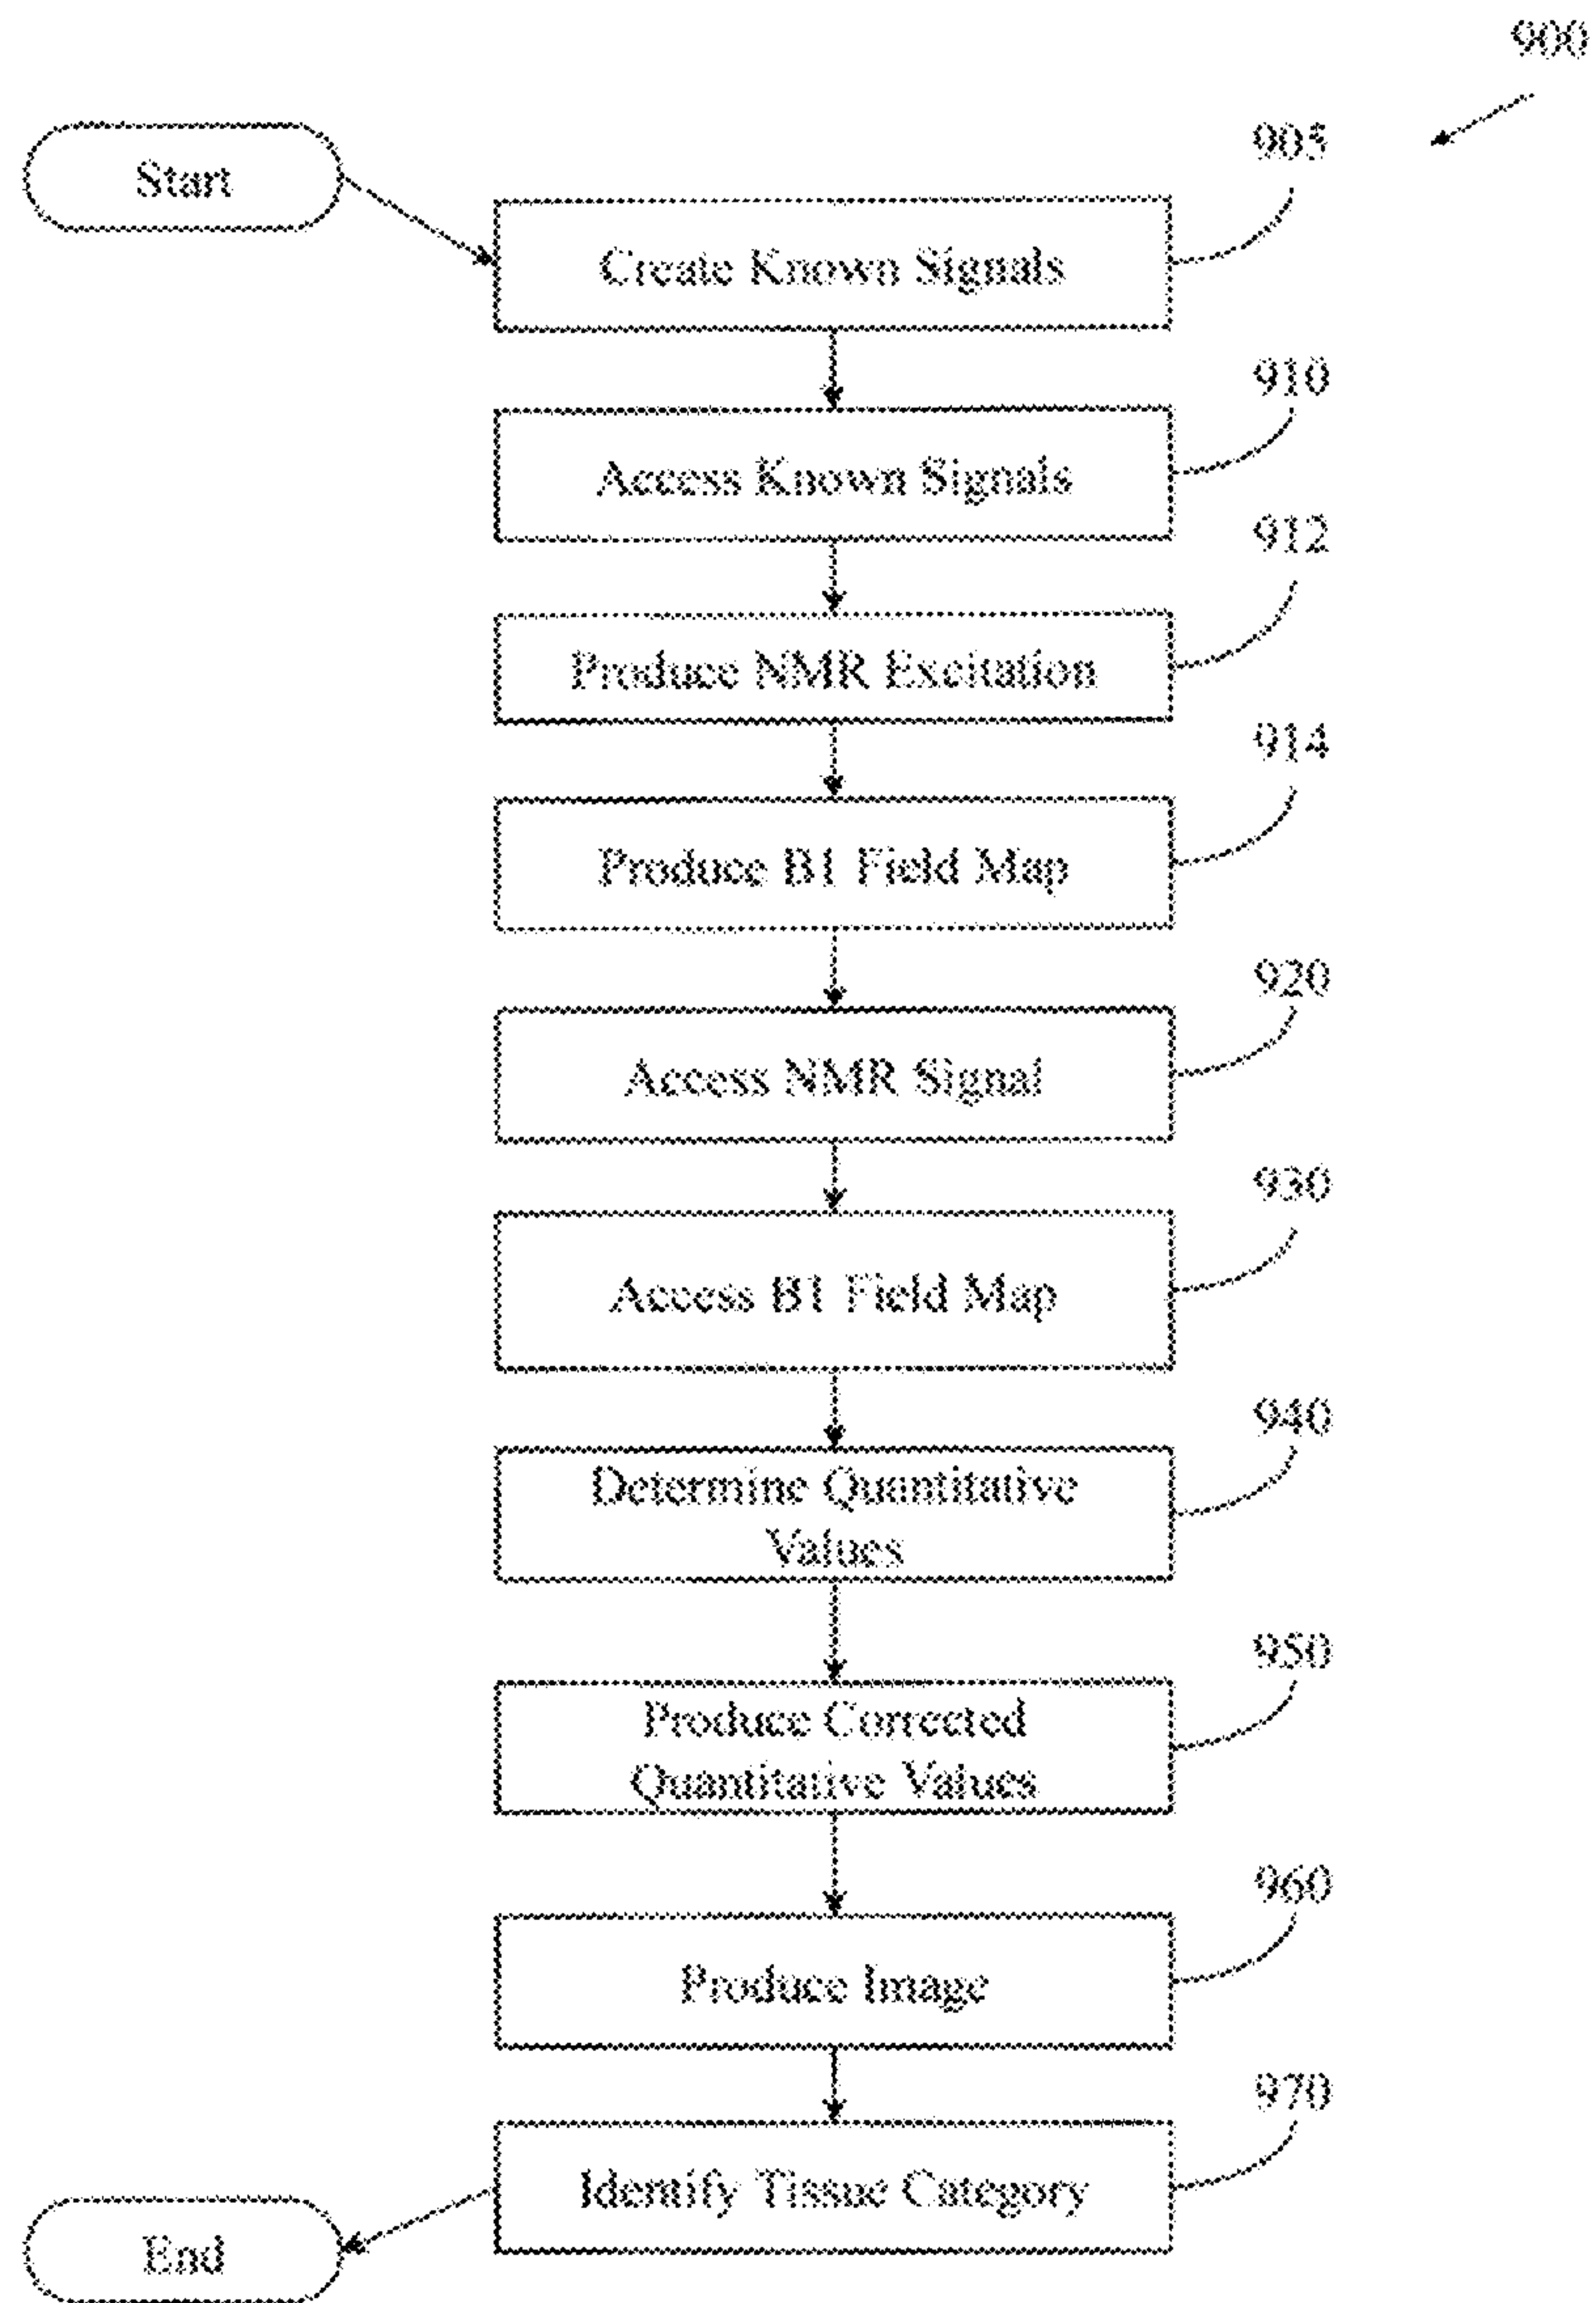 900
Start
905
Create Known Signals
910
Access Known Signals
912
Produce NMR Excitation
914
Produce B1 Field Map
920
Access NMR Signal
930
Access B1 Field Map
940
Determine Quantitative
Values
950
Produce Corrected
Quantitative Values
960
Produce Image
970
Identify Tissue Category
End